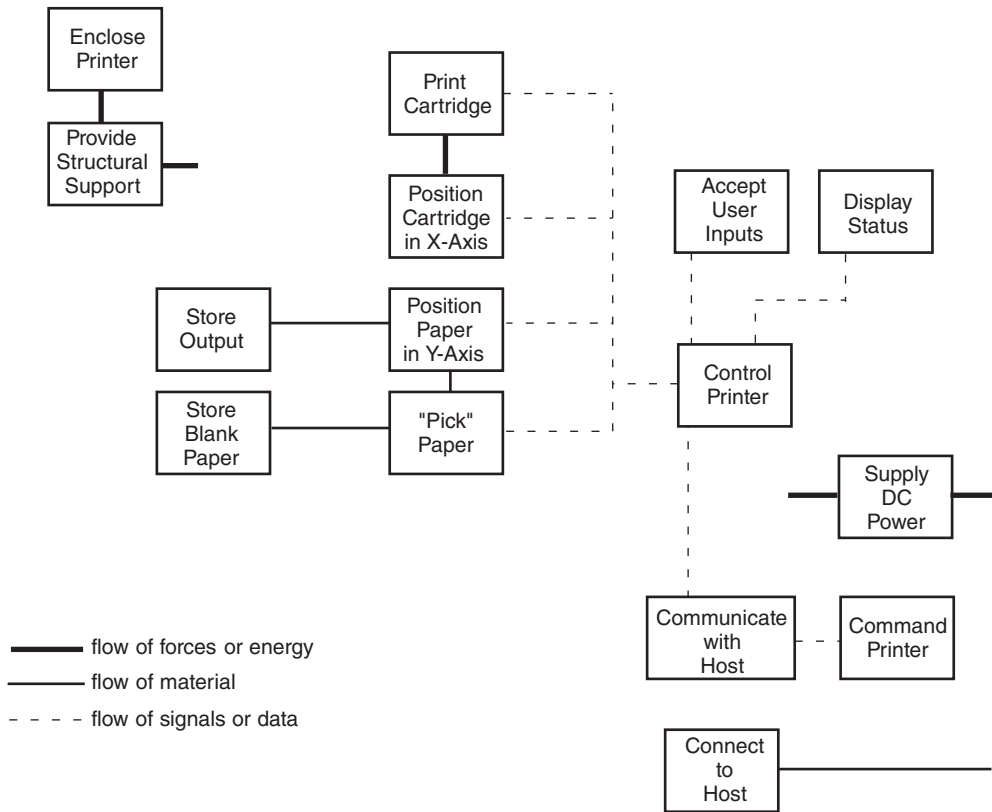 Enclose
Printer
Provide
Structural
Support
Print
Cartridge
Position
Cartridge
in X-Axis
Accept
User
Inputs
Display
Status
Store
Output
Position
Paper
in Y-Axis
Control
Printer
Store
Blank
Paper
"Pick"
Paper
Supply
DC
Power
Communicate
with
Host
Command
Printer
flow of forces or energy
flow of material
flow of signals or data
Connect
to
Host